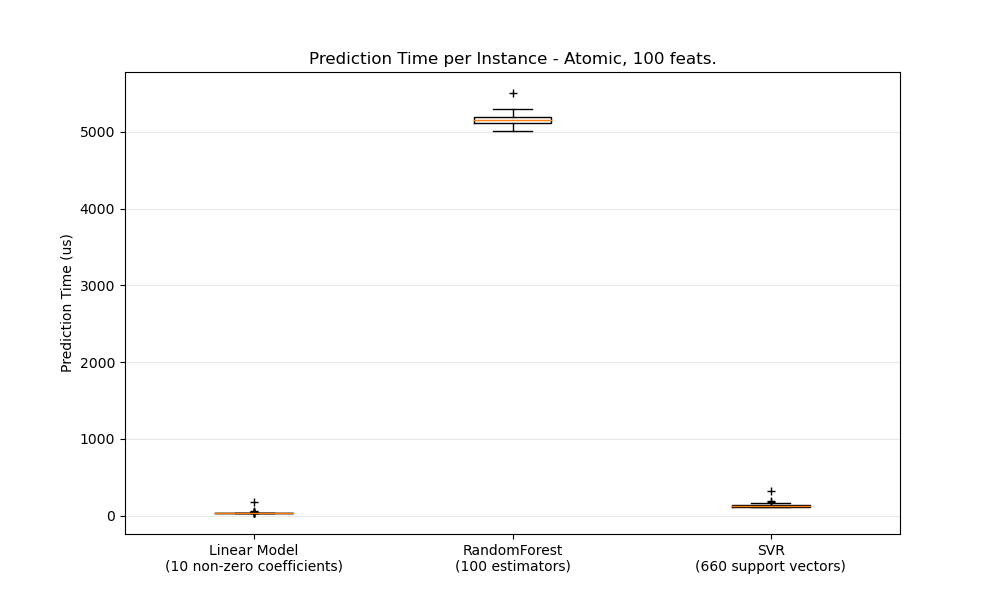 Prediction Time per Instance - Atomic, 100 feats.
Prediction Time (us)
5000
4000
3000
2000
1000
0
Linear Model
(10 non-zero coefficients)
RandomForest
(100 estimators)
SVR
(660 support vectors)